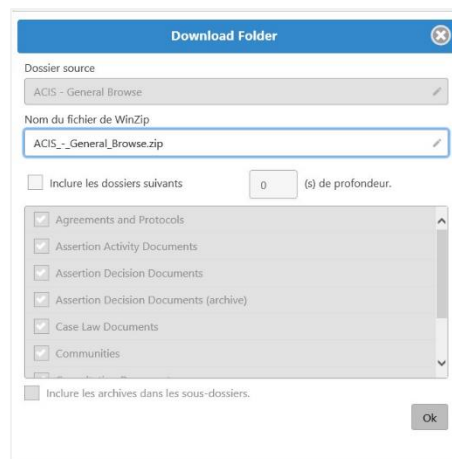 Download Folder
Dossier source
ACIS - General Browse
Nom du fichier de WinZip
ACIS_-_General_Browse.zip
Inclure les dossiers suivants 0 (s) de profondeur.
Agreements and Protocols
Assertion Activity Documents
Assertion Decision Documents
Assertion Decision Documents (archive)
Case Law Documents
Communities
Inclure les archives dans les sous-dossiers.
Ok